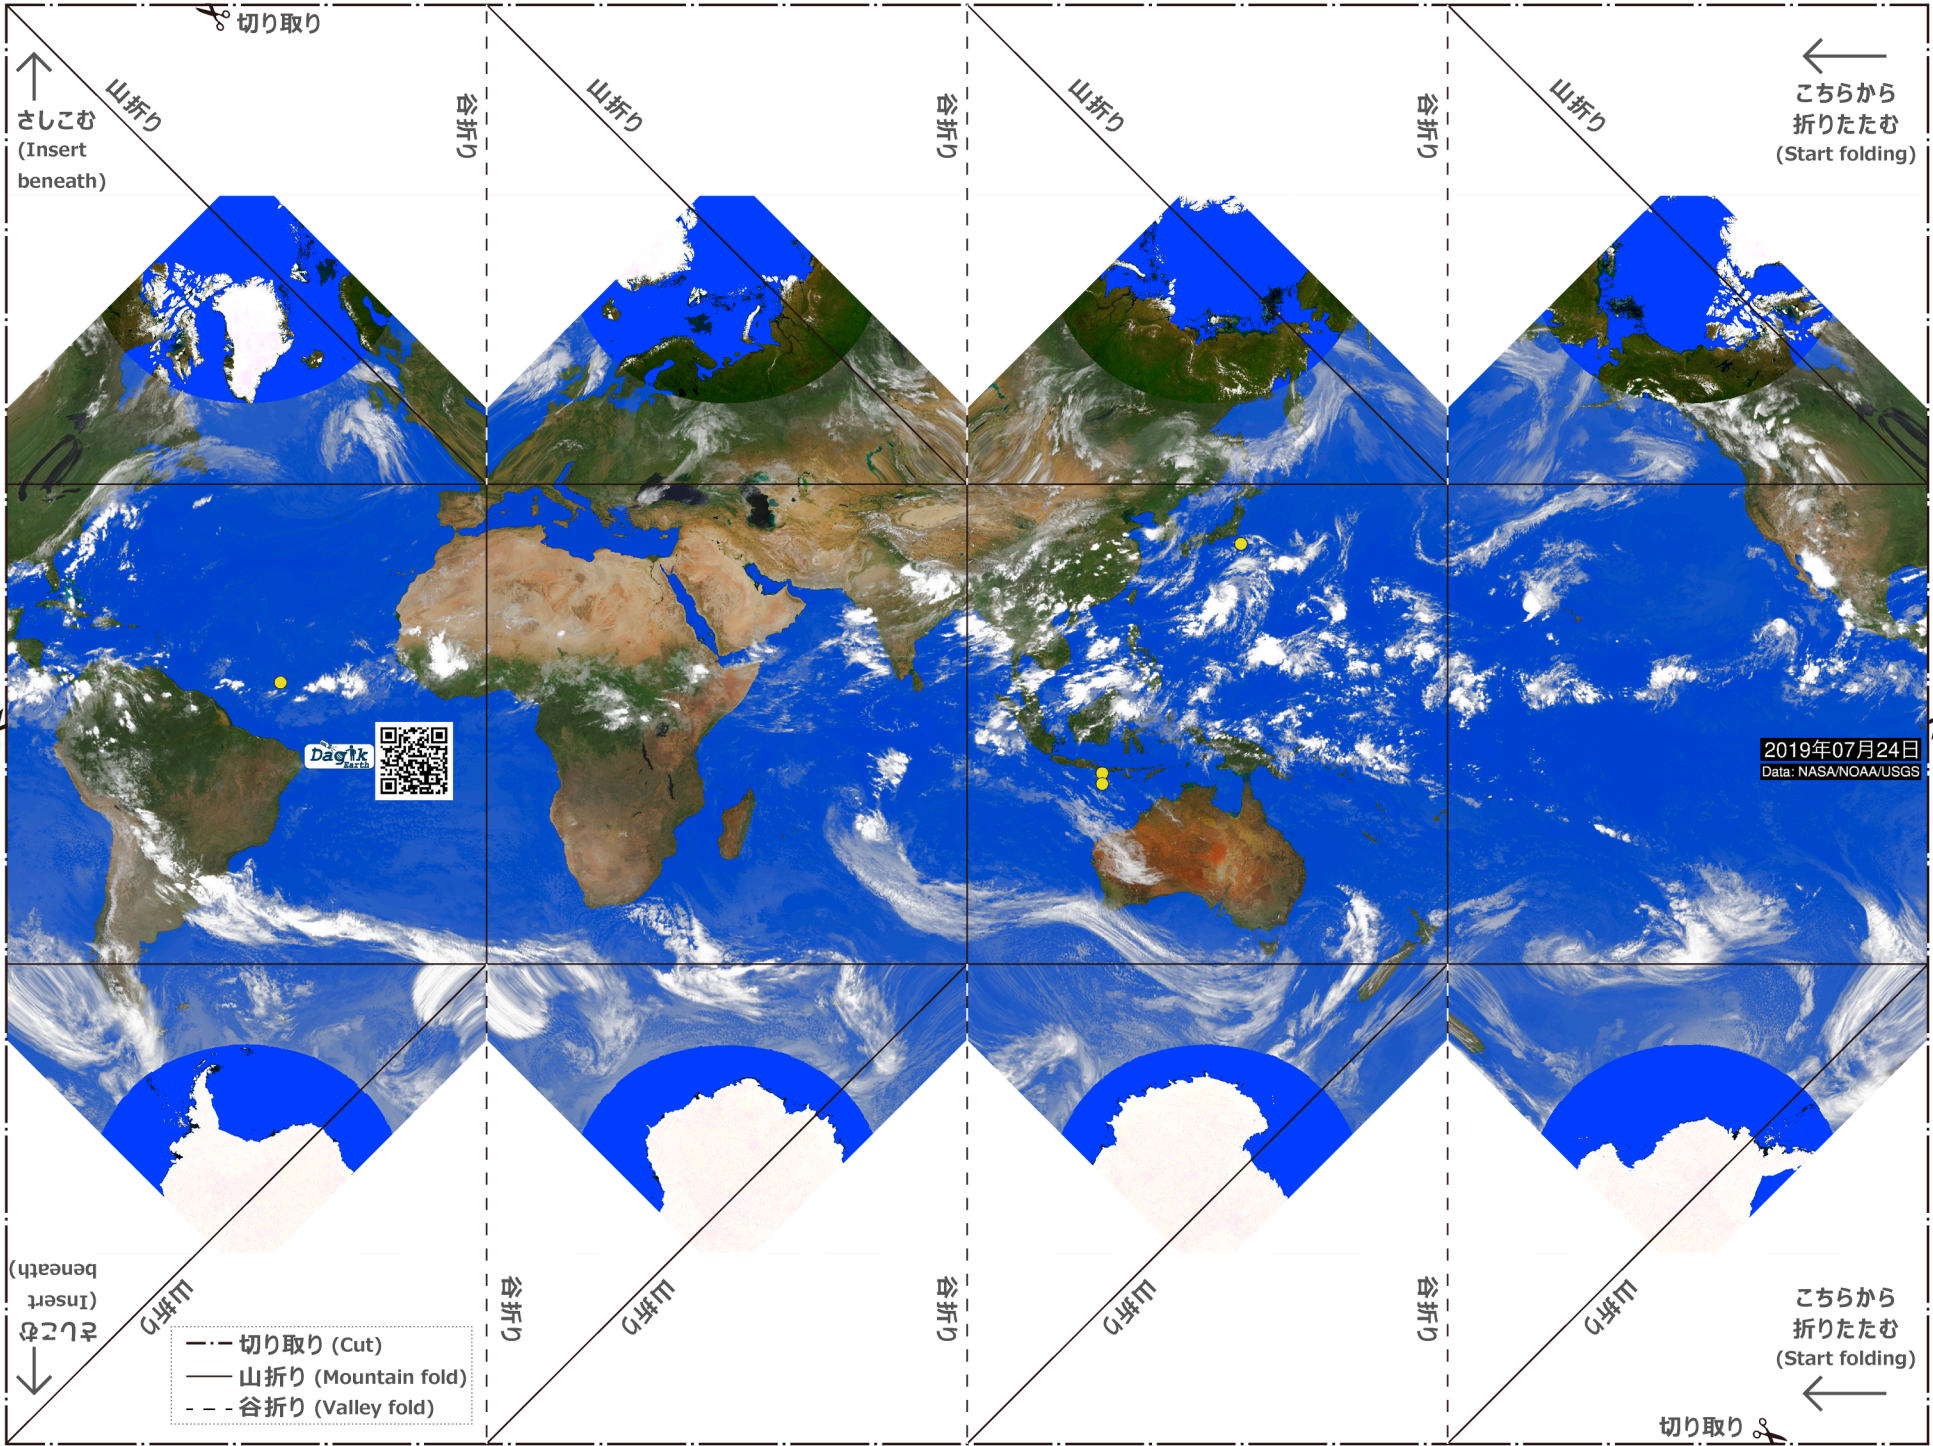 切り取り
山折り
谷折り
山折り
谷折り
山折り
谷折り
山折り
さしこむ
(Insert
beneath)
こちらから
折りたたむ
(Start folding)
Dagik
Earth
2019年07月24日
Data: NASA/NOAA/USGS
さしこむ
(Insert
beneath)
山折り
谷折り
山折り
谷折り
山折り
谷折り
山折り
切り取り (Cut)
山折り (Mountain fold)
谷折り (Valley fold)
こちらから
折りたたむ
(Start folding)
切り取り